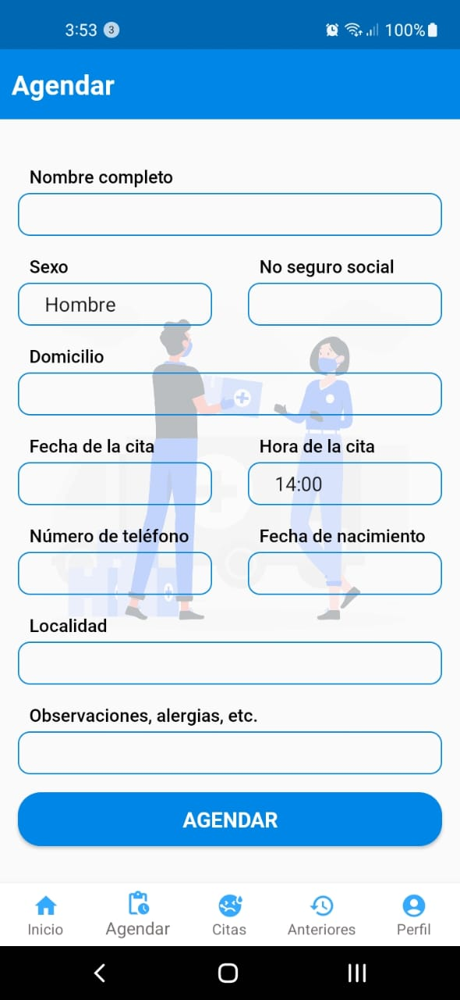 3:53 3 100%
Agendar
Nombre completo
Sexo No seguro social
Hombre
Domicilio
Fecha de la cita Hora de la cita
14:00
Número de teléfono Fecha de nacimiento
Localidad
Observaciones, alergias, etc.
AGENDAR
Inicio Agendar Citas Anteriores Perfil